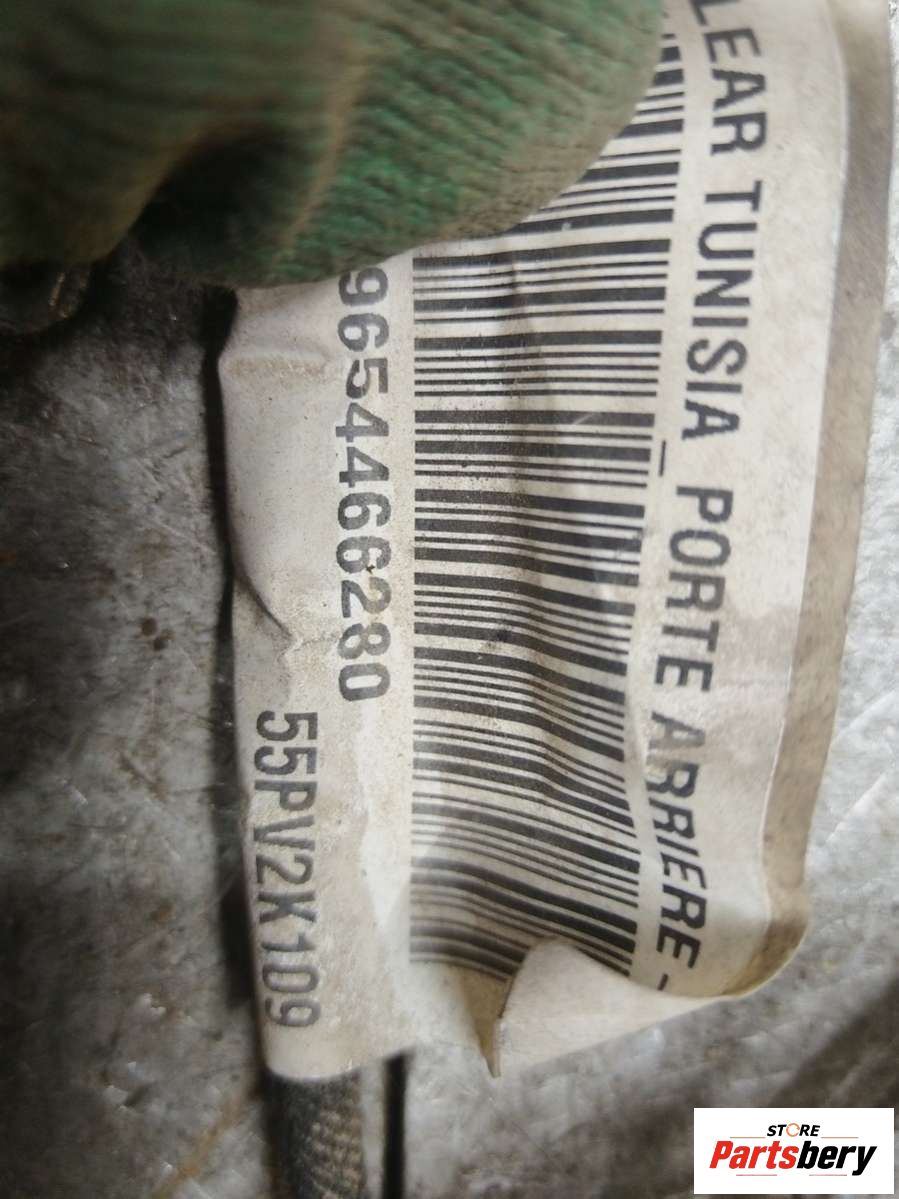 LEAR TUNISIA_PORTE ARRIERE -
9654466280
55PV2K109
STORE
Partsbery